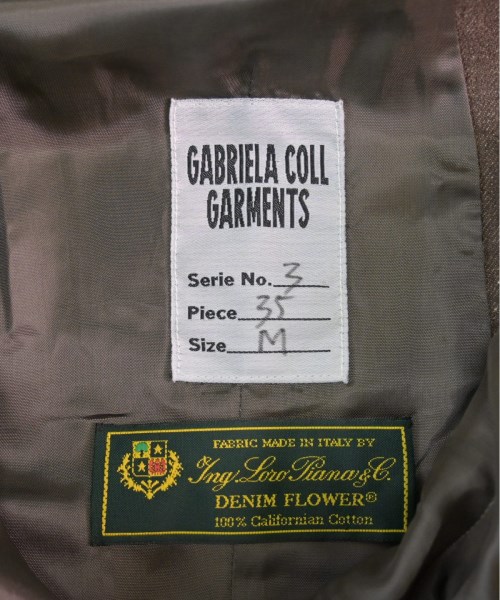 GABRIELA COLL
GARMENTS
Serie No. 3
Piece 35
Size M
FABRIC MADE IN ITALY BY
Ing. Loro Piana & C.
DENIM FLOWER®
100% Californian Cotton